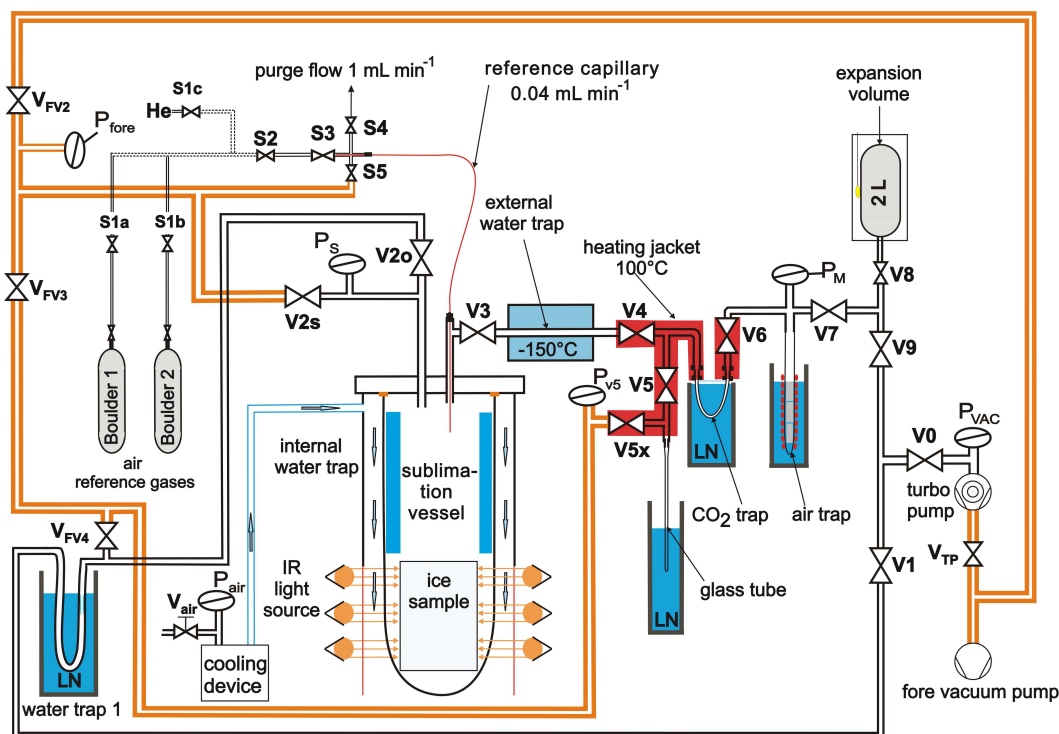 purge flow 1 mL min⁻¹
reference capillary
0.04 mL min⁻¹
expansion
volume
2 L
V_FV2
P_fore
S1c
He
S2
S3
S4
S5
S1a
S1b
external
water trap
heating jacket
100°C
P_S
V2o
V2s
V_FV3
V3
-150°C
V4
V6
P_M
V7
V8
V9
Boulder 1
Boulder 2
air
reference gases
P_v5
V5
V5x
LN
CO₂ trap
air trap
internal
water trap
sublima-
tion
vessel
V0
P_VAC
turbo
pump
V_TP
V1
V_FV4
LN
water trap 1
P_air
V_air
cooling
device
IR
light
source
ice
sample
glass tube
LN
fore vacuum pump